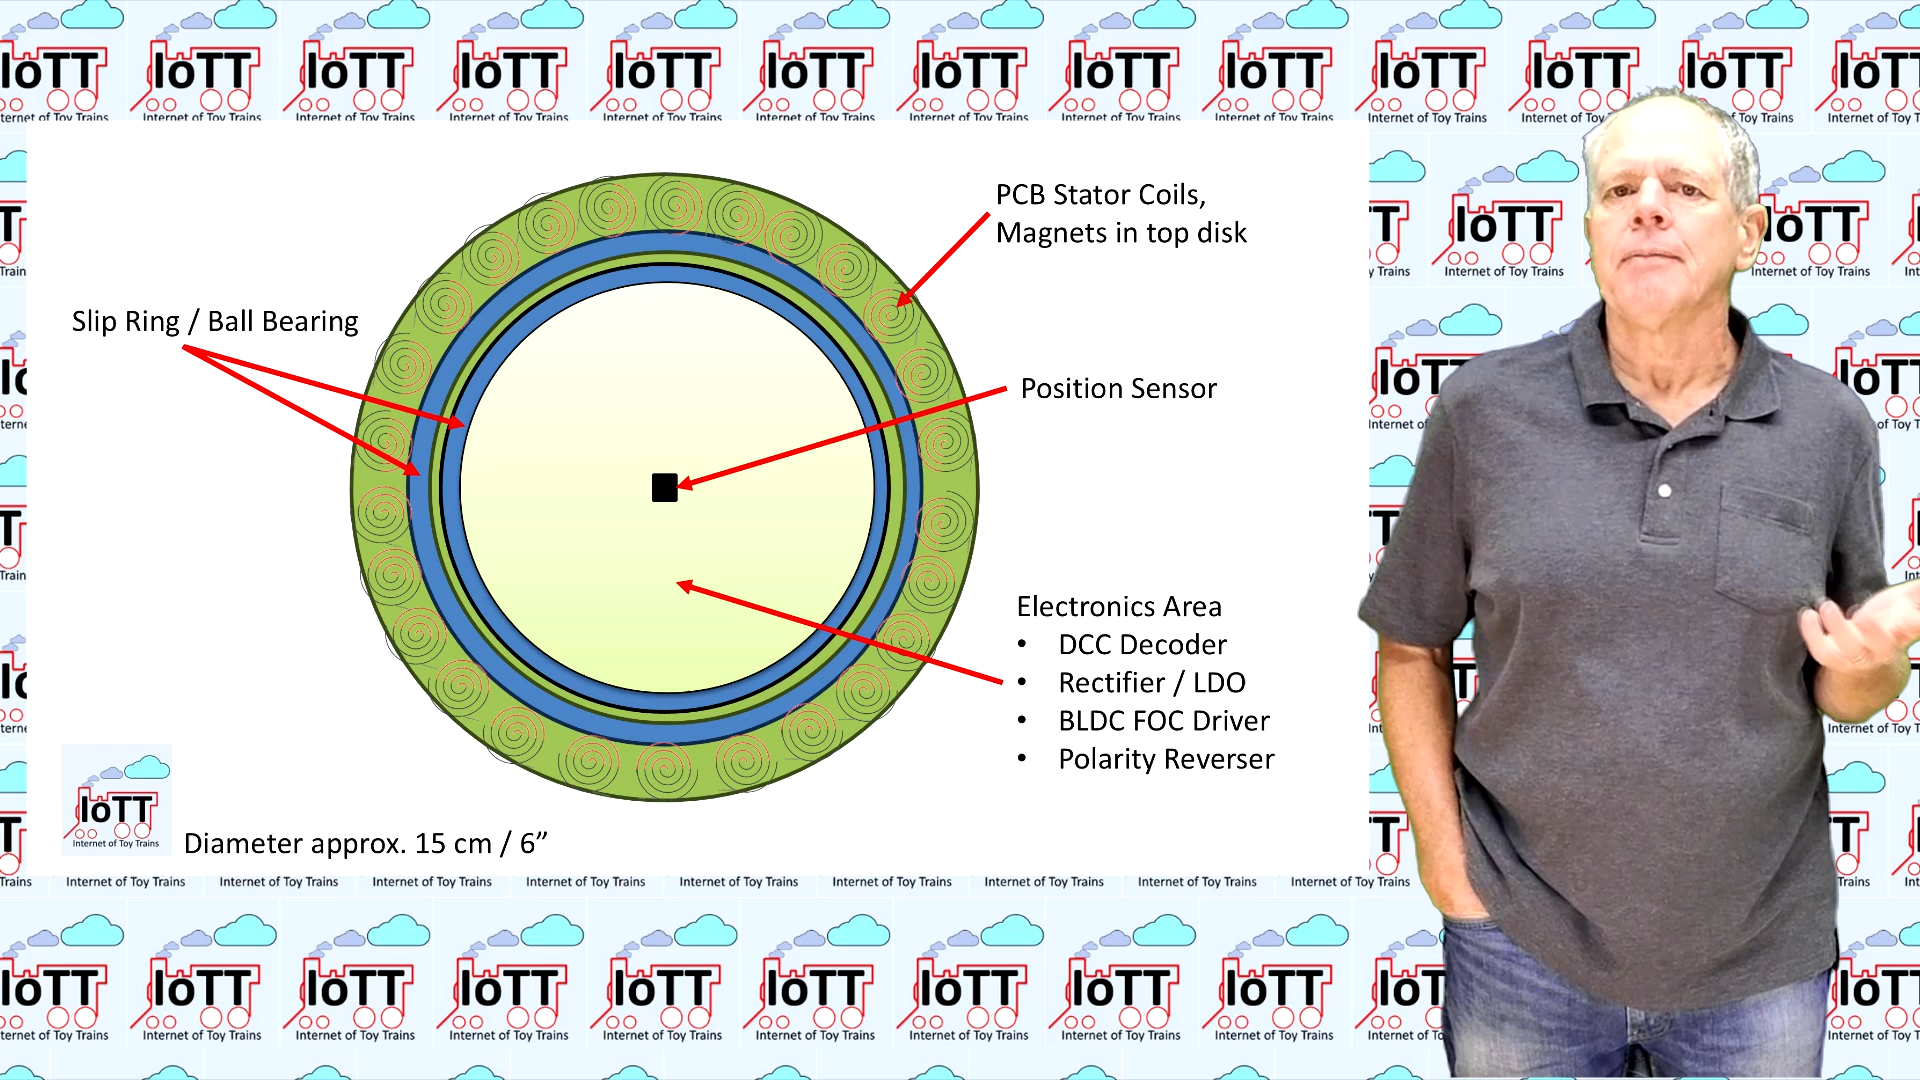 PCB Stator Coils,
Magnets in top disk
Slip Ring / Ball Bearing
Position Sensor
Electronics Area
• DCC Decoder
• Rectifier / LDO
• BLDC FOC Driver
• Polarity Reverser
IoTT
Internet of Toy Trains
Diameter approx. 15 cm / 6”